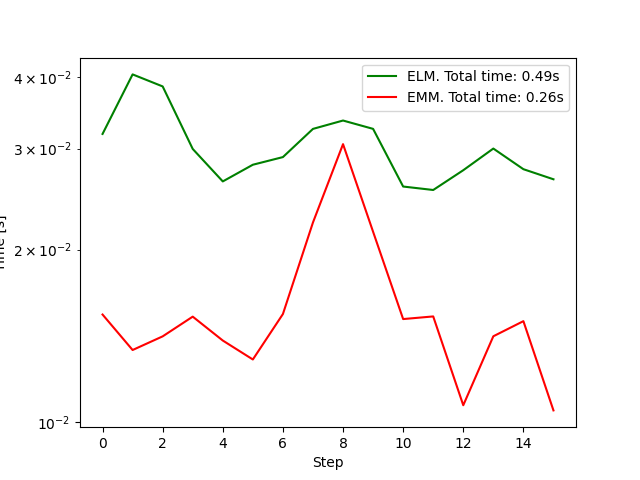 ELM. Total time: 0.49s
EMM. Total time: 0.26s
4 × 10⁻²
3 × 10⁻²
2 × 10⁻²
10⁻²
0 2 4 6 8 10 12 14
Step